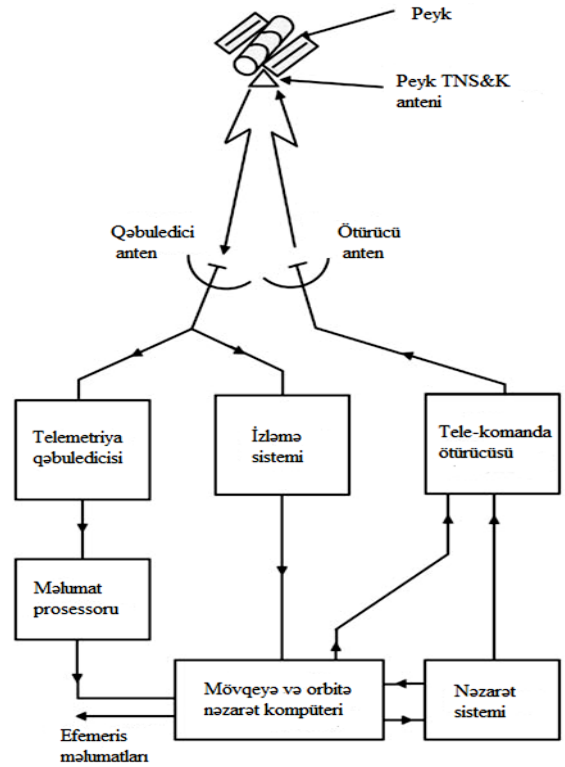 Peyk
Peyk TNS&K
anteni
Qəbuledici
anten
Ötürücü
anten
Telemetriya
qəbuledicisi
İzləmə
sistemi
Tele-komanda
ötürücüsü
Məlumat
prosessoru
Mövqeyə və orbitə
nəzarət kompüteri
Nəzarət
sistemi
Efemeris
məlumatları